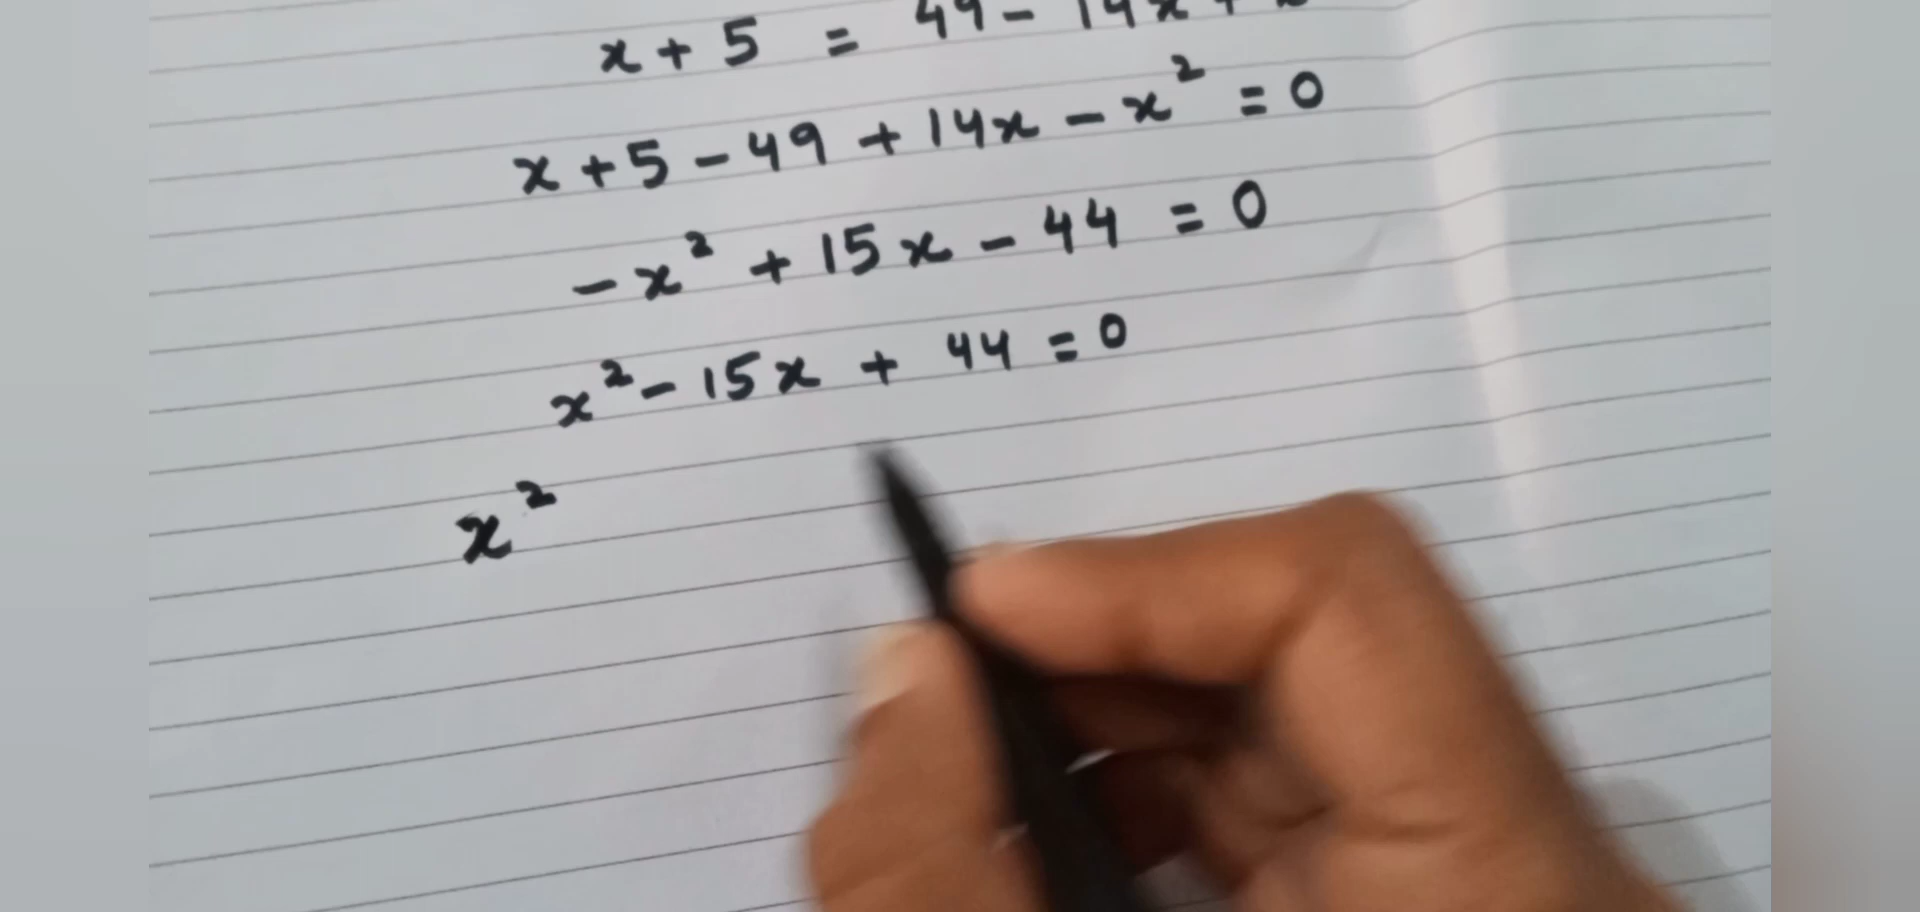 x + 5 = 49 - 14x +
x + 5 - 49 + 14x - x² = 0
- x² + 15x - 44 = 0
x² - 15x + 44 = 0
x²